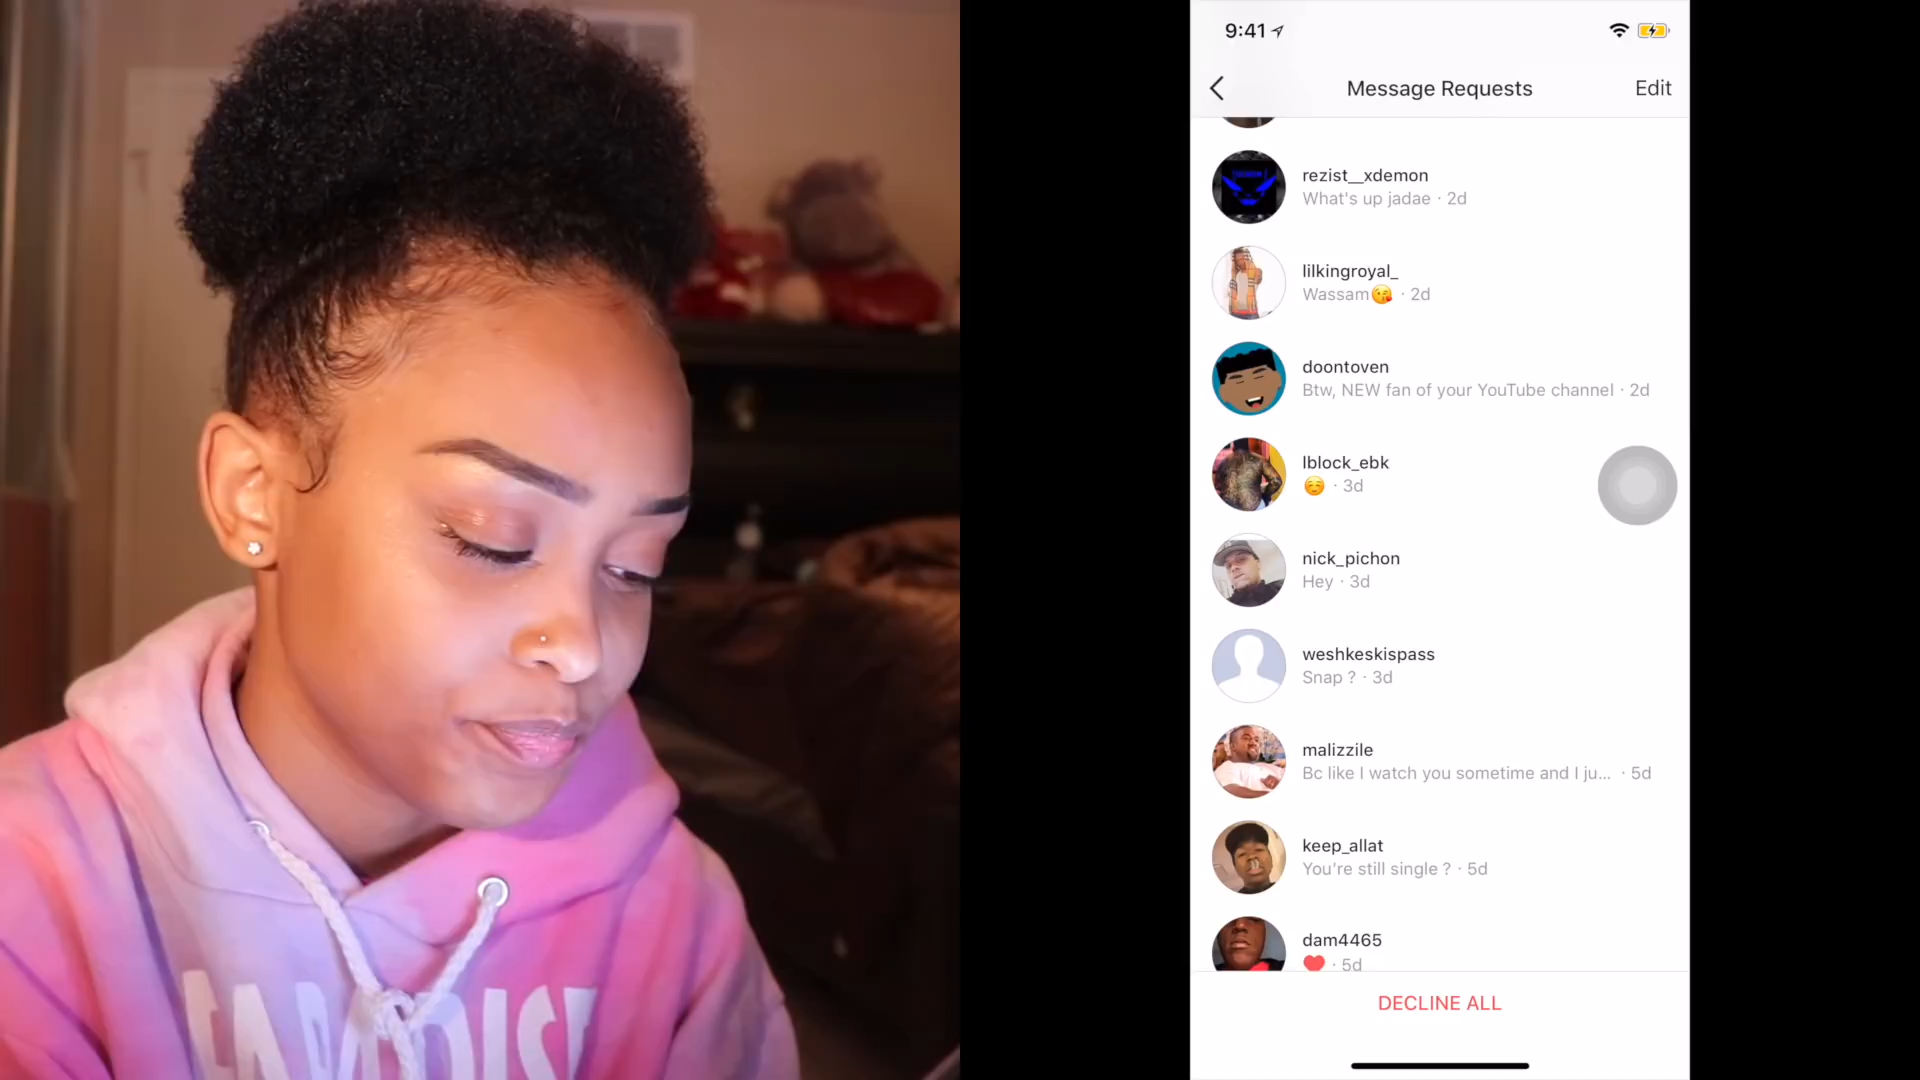 9:41
Message Requests
Edit
rezist__xdemon
What's up jadae · 2d
lilkingroyal_
Wassam😘 · 2d
doontoven
Btw, NEW fan of your YouTube channel · 2d
lblock_ebk
☺️ · 3d
nick_pichon
Hey · 3d
weshkeskispass
Snap ? · 3d
malizzile
Bc like I watch you sometime and I ju... · 5d
keep_allat
You're still single ? · 5d
dam4465
❤️ · 5d
DECLINE ALL